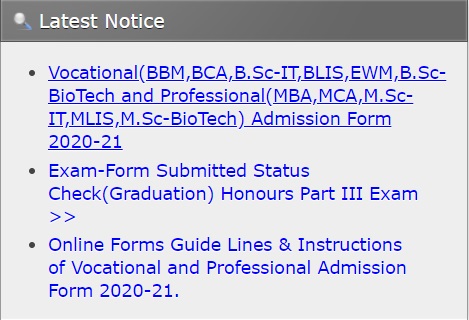 Latest Notice
Vocational(BBM,BCA,B.Sc-IT,BLIS,EWM,B.Sc-
BioTech and Professional(MBA,MCA,M.Sc-
IT,MLIS,M.Sc-BioTech) Admission Form
2020-21
Exam-Form Submitted Status
Check(Graduation) Honours Part III Exam
>>
Online Forms Guide Lines & Instructions
of Vocational and Professional Admission
Form 2020-21.